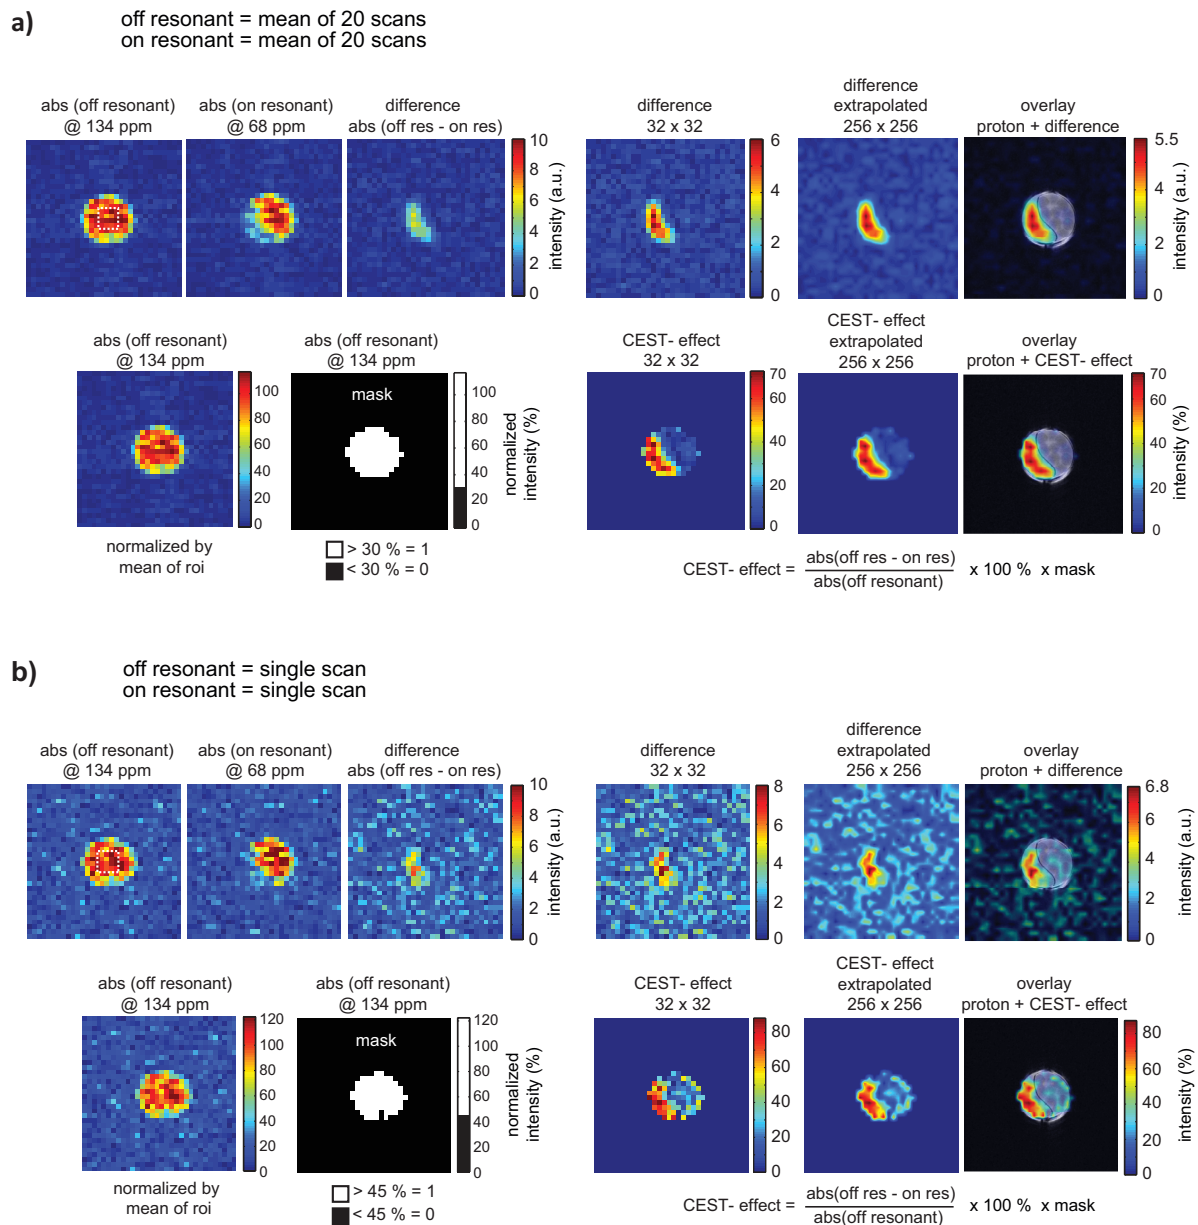 a)
off resonant = mean of 20 scans
on resonant = mean of 20 scans
abs (off resonant)
@ 134 ppm
abs (on resonant)
@ 68 ppm
difference
abs (off res - on res)
10
8
6
4
2
0
intensity (a.u.)
difference
32 x 32
6
4
2
0
difference
extrapolated
256 x 256
overlay
proton + difference
5.5
4
2
0
intensity (a.u.)
abs (off resonant)
@ 134 ppm
100
80
60
40
20
0
normalized by
mean of roi
abs (off resonant)
@ 134 ppm
mask
100
80
60
40
20
0
normalized
intensity (%)
> 30 % = 1
< 30 % = 0
CEST- effect
32 x 32
70
60
40
20
0
CEST- effect
extrapolated
256 x 256
overlay
proton + CEST- effect
70
60
40
20
0
intensity (%)
CEST- effect = abs(off res - on res) / abs(off resonant) x 100 % x mask
b)
off resonant = single scan
on resonant = single scan
abs (off resonant)
@ 134 ppm
abs (on resonant)
@ 68 ppm
difference
abs (off res - on res)
10
8
6
4
2
0
intensity (a.u.)
difference
32 x 32
8
6
4
2
0
difference
extrapolated
256 x 256
overlay
proton + difference
6.8
6
4
2
0
intensity (a.u.)
abs (off resonant)
@ 134 ppm
120
100
80
60
40
20
0
normalized by
mean of roi
abs (off resonant)
@ 134 ppm
mask
120
100
80
60
40
20
0
normalized
intensity (%)
> 45 % = 1
< 45 % = 0
CEST- effect
32 x 32
80
60
40
20
0
CEST- effect
extrapolated
256 x 256
overlay
proton + CEST- effect
80
60
40
20
0
intensity (%)
CEST- effect = abs(off res - on res) / abs(off resonant) x 100 % x mask